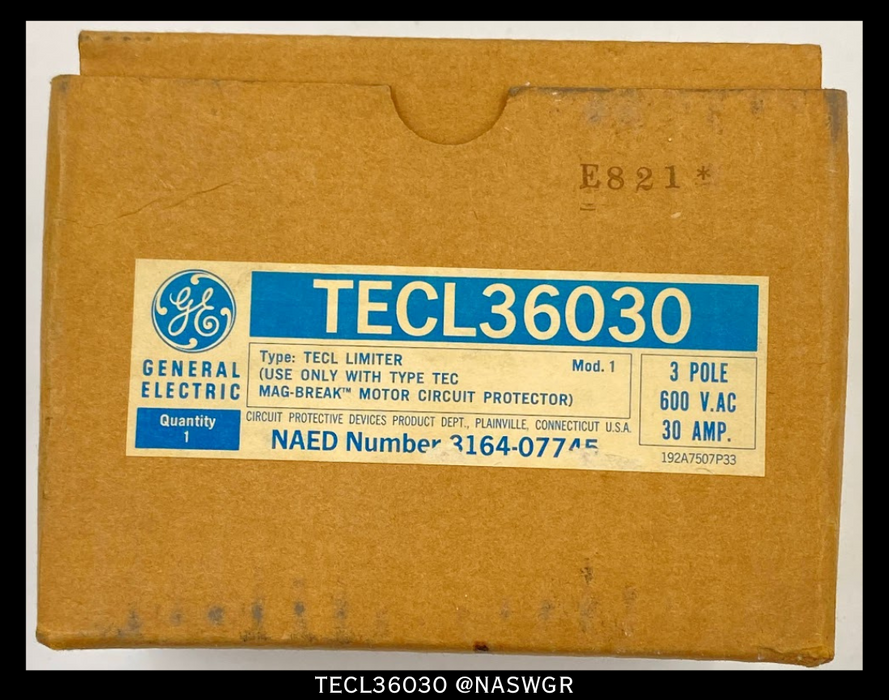 E821*
GE
TECL36030
GENERAL
ELECTRIC
Type: TECL LIMITER
Mod. 1
(USE ONLY WITH TYPE TEC
MAG-BREAK™ MOTOR CIRCUIT PROTECTOR)
3 POLE
600 V.AC
30 AMP.
Quantity
1
CIRCUIT PROTECTIVE DEVICES PRODUCT DEPT., PLAINVILLE, CONNECTICUT U.S.A.
NAED Number 3164-07745
192A7507P33
TECL36030 @NASWGR